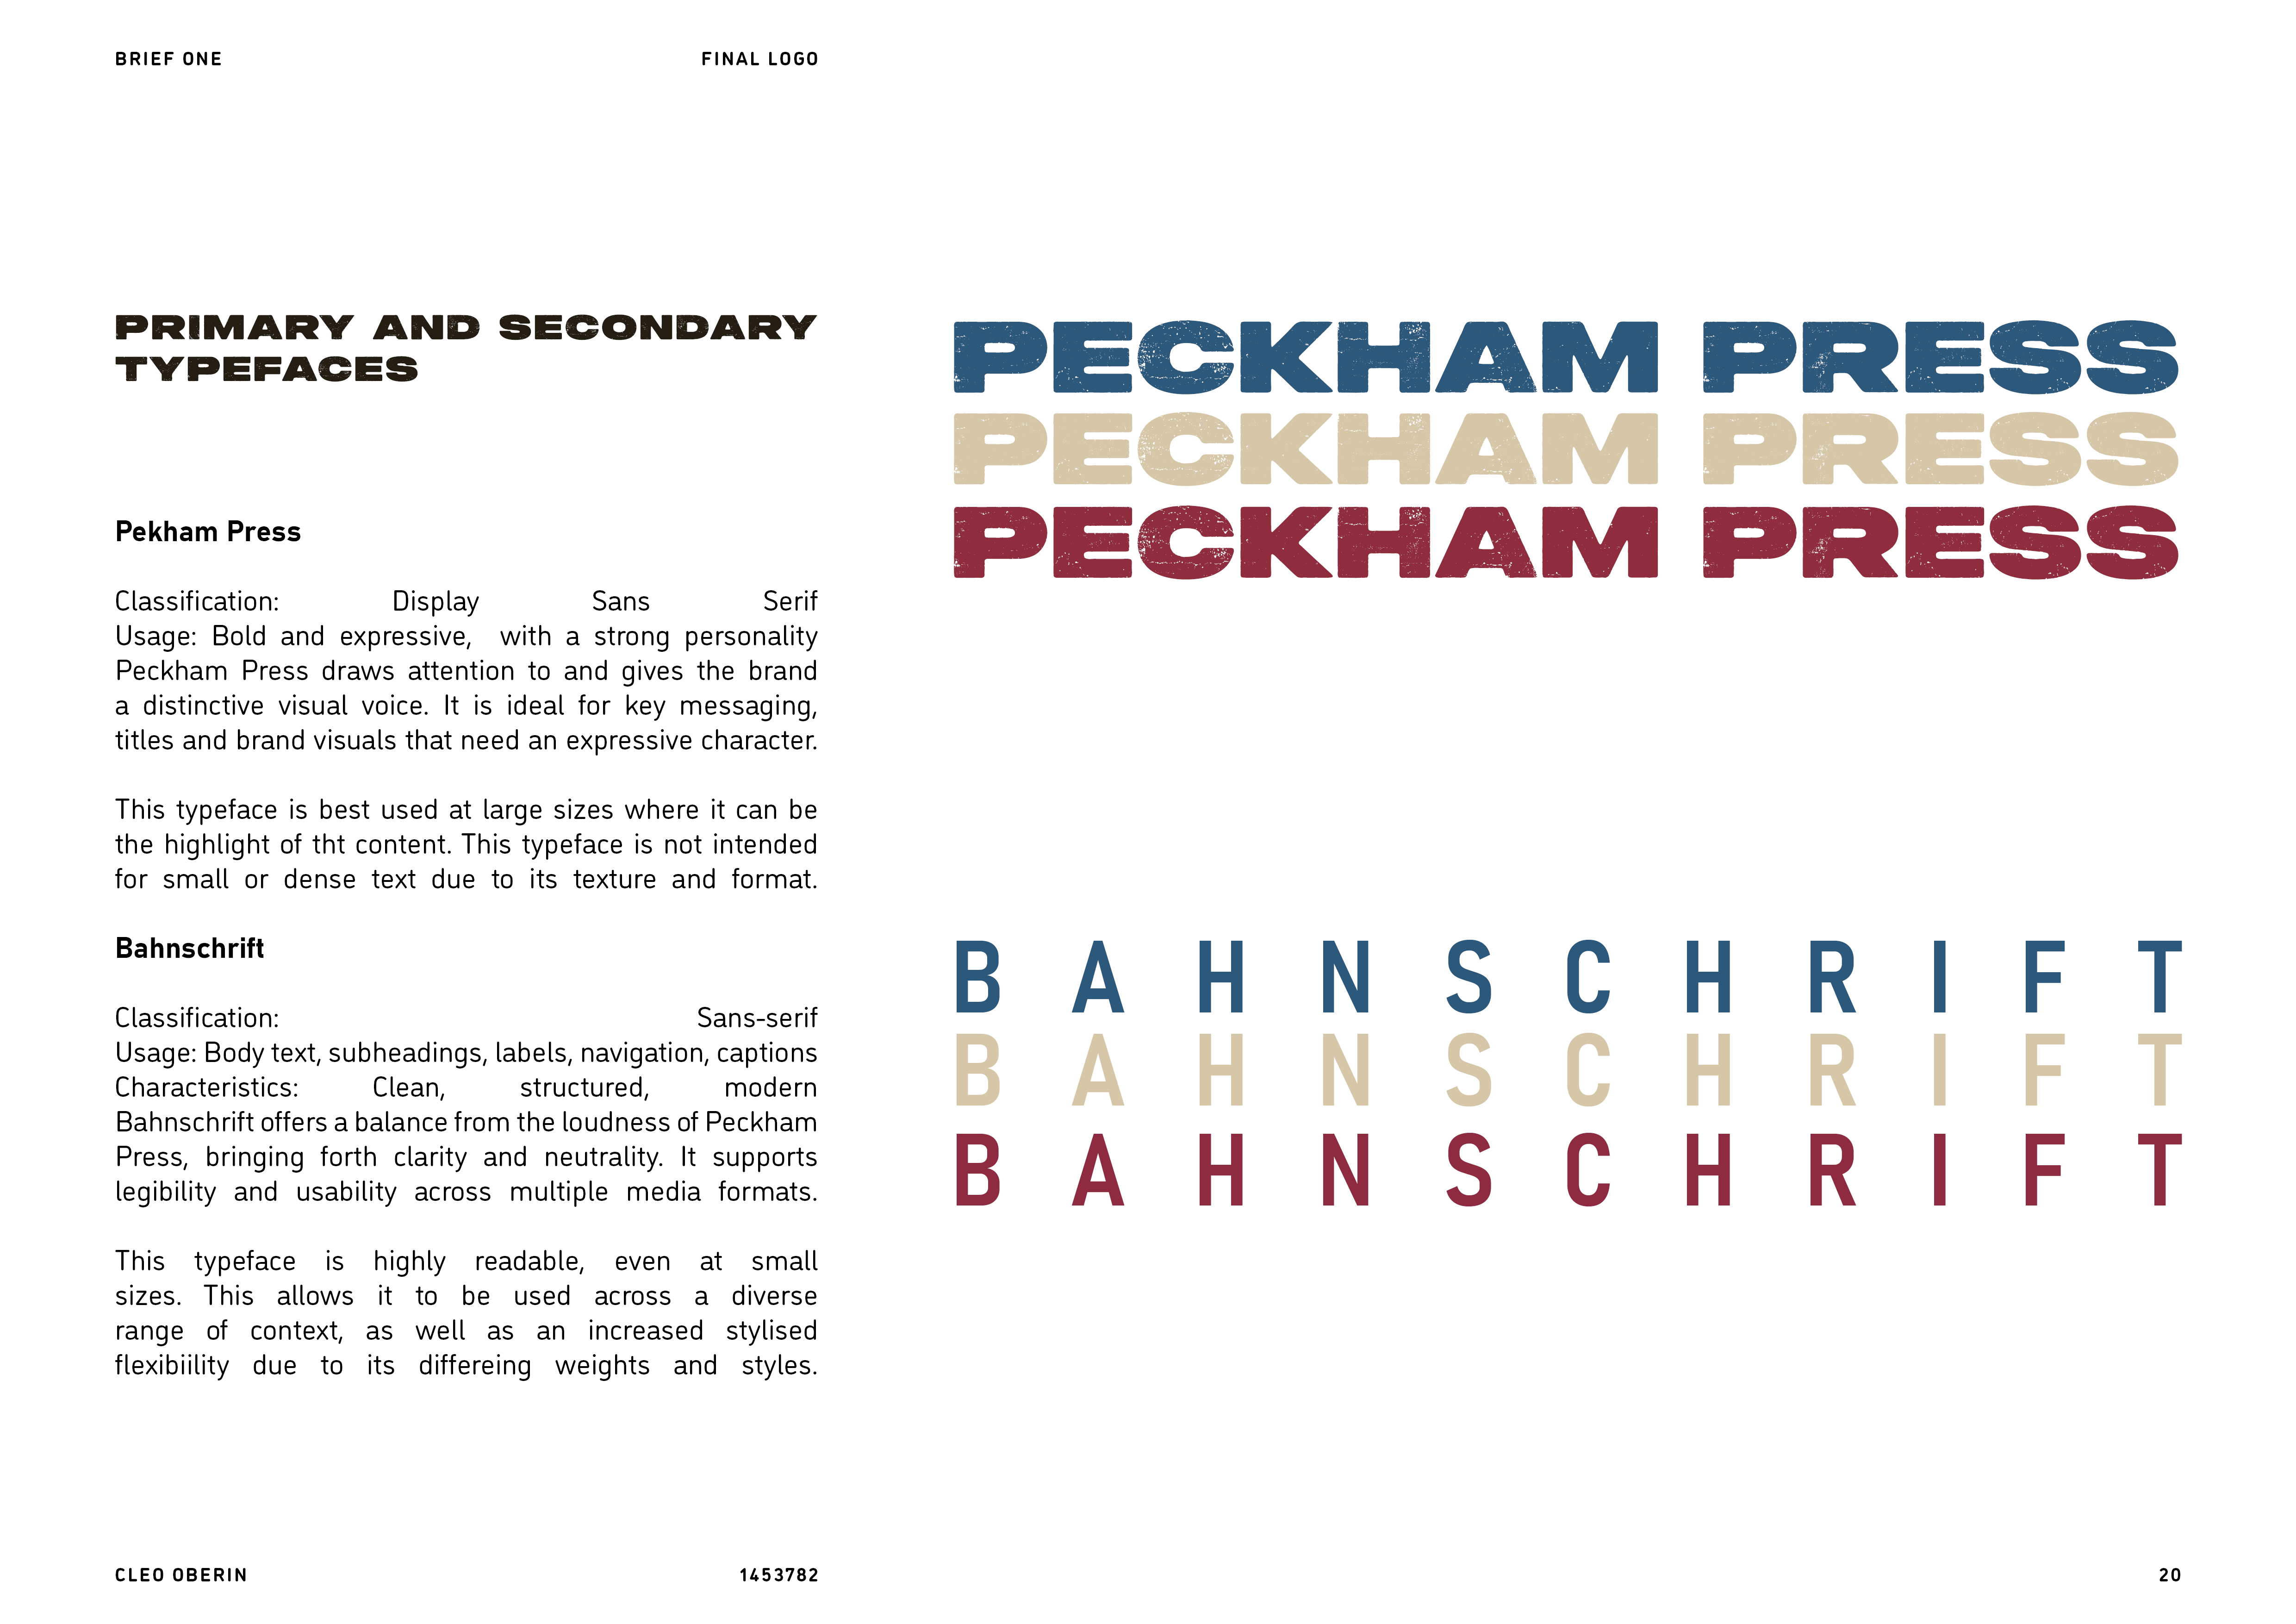 BRIEF ONE
FINAL LOGO
PRIMARY AND SECONDARY
TYPEFACES
Pekham Press
Classification: Display Sans Serif
Usage: Bold and expressive, with a strong personality
Peckham Press draws attention to and gives the brand
a distinctive visual voice. It is ideal for key messaging,
titles and brand visuals that need an expressive character.
This typeface is best used at large sizes where it can be
the highlight of tht content. This typeface is not intended
for small or dense text due to its texture and format.
Bahnschrift
Classification: Sans-serif
Usage: Body text, subheadings, labels, navigation, captions
Characteristics: Clean, structured, modern
Bahnschrift offers a balance from the loudness of Peckham
Press, bringing forth clarity and neutrality. It supports
legibility and usability across multiple media formats.
This typeface is highly readable, even at small
sizes. This allows it to be used across a diverse
range of context, as well as an increased stylised
flexibiility due to its differeing weights and styles.
PECKHAM PRESS
PECKHAM PRESS
PECKHAM PRESS
BAHNSCHRIFT
BAHNSCHRIFT
BAHNSCHRIFT
CLEO OBERIN
1453782
20